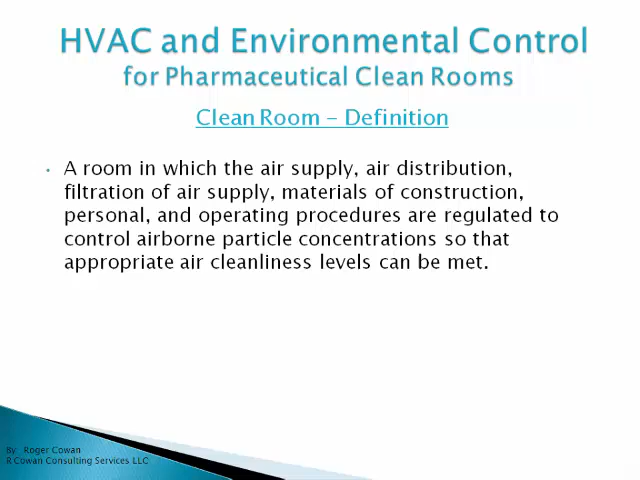 HVAC and Environmental Control
for Pharmaceutical Clean Rooms
Clean Room – Definition
• A room in which the air supply, air distribution,
filtration of air supply, materials of construction,
personal, and operating procedures are regulated to
control airborne particle concentrations so that
appropriate air cleanliness levels can be met.
By: Roger Cowan
R Cowan Consulting Services LLC